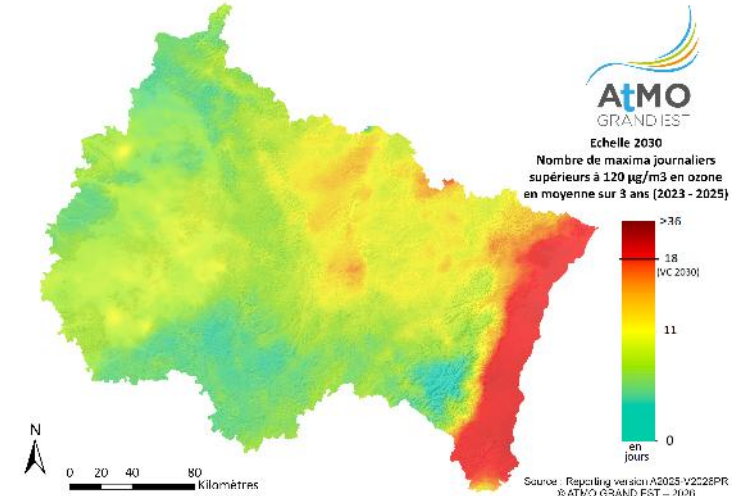 AtMO
GRAND EST
Echelle 2030
Nombre de maxima journaliers
supérieurs à 120 µg/m3 en ozone
en moyenne sur 3 ans (2023 - 2025)
>36
18
(VC 2030)
11
0
en
jours
N
0 20 40 80
Kilomètres
Source : Reporting version A2025-V2026PR
© ATMO GRAND EST – 2026